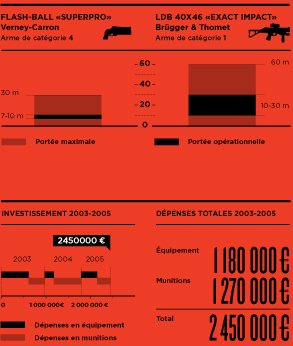 FLASH-BALL «SUPERPRO»
Verney-Carron
Arme de catégorie 4
LDB 40X46 «EXACT IMPACT»
Brügger & Thomet
Arme de catégorie 1
30 m
7-10 m
60
30
10
0
60 m
10-30 m
Portée maximale
Portée opérationnelle
INVESTISSEMENT 2003-2005
2450000 €
2003
2004
2005
0
1 000 000 €
2 000 000 €
Dépenses en équipement
Dépenses en munitions
DÉPENSES TOTALES 2003-2005
Équipement
1 180 000 €
Munitions
1 270 000 €
Total
2 450 000 €